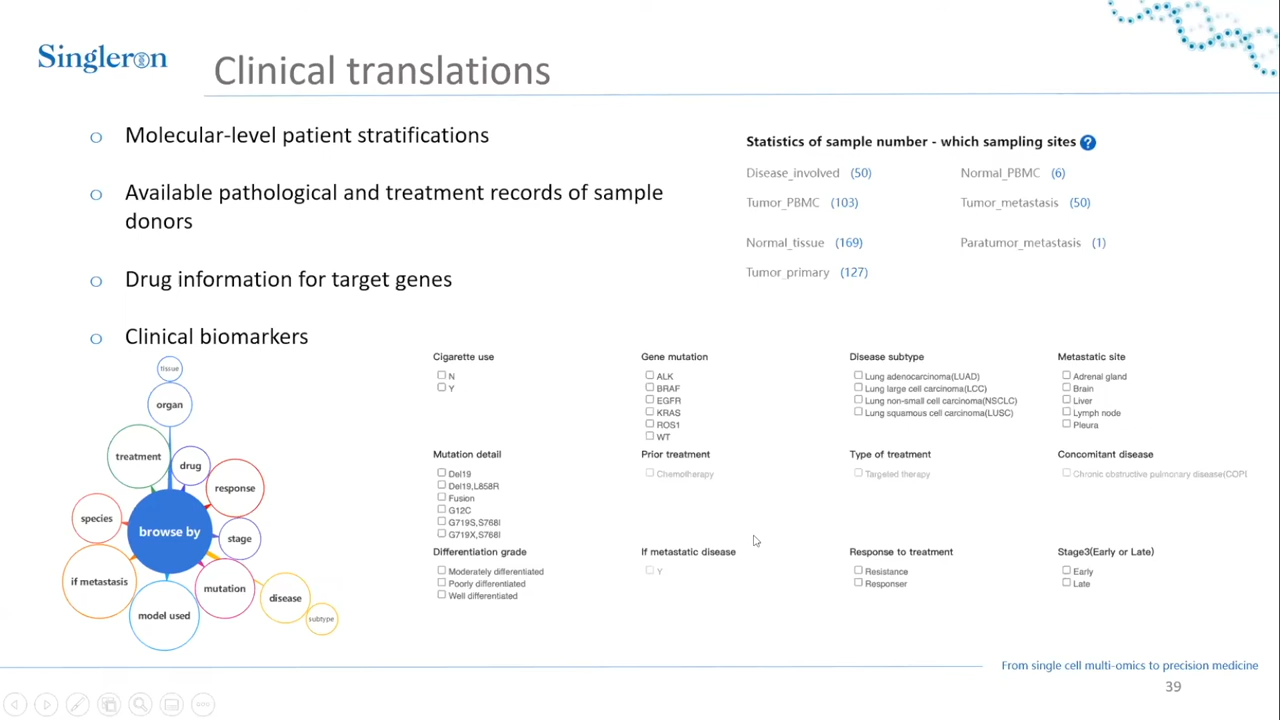 Singleron
Clinical translations
o Molecular-level patient stratifications
o Available pathological and treatment records of sample
donors
o Drug information for target genes
o Clinical biomarkers
Statistics of sample number - which sampling sites ?
Disease_involved (50)
Normal_PBMC (6)
Tumor_PBMC (103)
Tumor_metastasis (50)
Normal_tissue (169)
Paratumor_metastasis (1)
Tumor_primary (127)
tissue
organ
treatment
drug
response
species
browse by
stage
if metastasis
mutation
disease
model used
subtype
Cigarette use
N
Y
Gene mutation
ALK
BRAF
EGFR
KRAS
ROS1
WT
Disease subtype
Lung adenocarcinoma(LUAD)
Lung large cell carcinoma(LCC)
Lung non-small cell carcinoma(NSCLC)
Lung squamous cell carcinoma(LUSC)
Metastatic site
Adrenal gland
Brain
Liver
Lymph node
Pleura
Mutation detail
Del19
Del19,L858R
Fusion
G12C
G719S,S768I
G719X,S768I
Prior treatment
Chemotherapy
Type of treatment
Targeted therapy
Concomitant disease
Chronic obstructive pulmonary disease(COPI
Differentiation grade
Moderately differentiated
Poorly differentiated
Well differentiated
If metastatic disease
Y
Response to treatment
Resistance
Responser
Stage3(Early or Late)
Early
Late
From single cell multi-omics to precision medicine
39